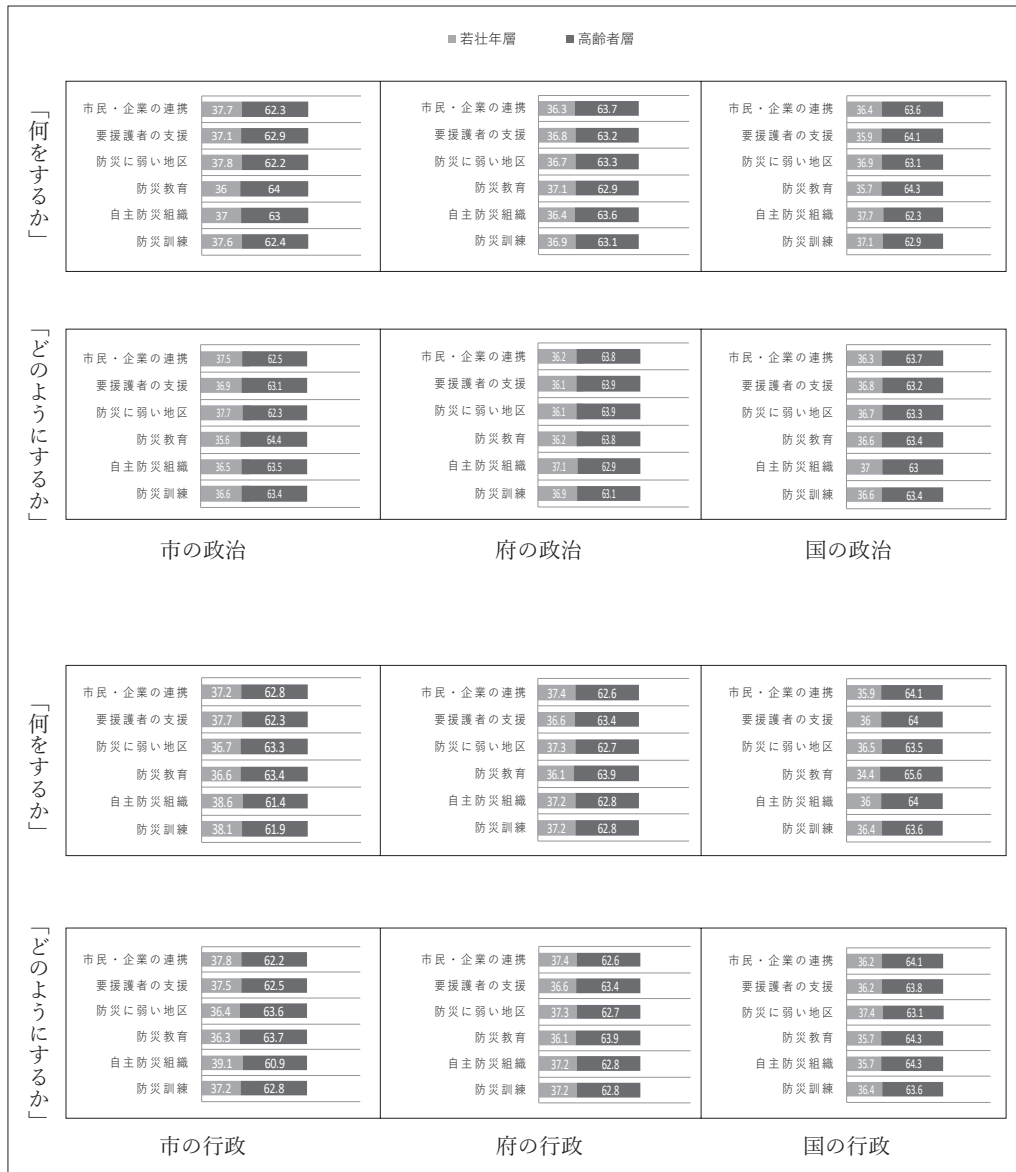 ■若壮年層 ■高齢者層
「何をするか」
市民・企業の連携 37.7 62.3
要援護者の支援 37.1 62.9
防災に弱い地区 37.8 62.2
防災教育 36 64
自主防災組織 37 63
防災訓練 37.6 62.4
市民・企業の連携 36.3 63.7
要援護者の支援 36.8 63.2
防災に弱い地区 36.7 63.3
防災教育 37.1 62.9
自主防災組織 36.4 63.6
防災訓練 36.9 63.1
市民・企業の連携 36.4 63.6
要援護者の支援 35.9 64.1
防災に弱い地区 36.9 63.1
防災教育 35.7 64.3
自主防災組織 37.7 62.3
防災訓練 37.1 62.9
「どのようにするか」
市民・企業の連携 37.5 62.5
要援護者の支援 36.9 63.1
防災に弱い地区 37.7 62.3
防災教育 35.6 64.4
自主防災組織 36.5 63.5
防災訓練 36.6 63.4
市民・企業の連携 36.2 63.8
要援護者の支援 36.1 63.9
防災に弱い地区 36.1 63.9
防災教育 36.2 63.8
自主防災組織 37.1 62.9
防災訓練 36.9 63.1
市民・企業の連携 36.3 63.7
要援護者の支援 36.8 63.2
防災に弱い地区 36.7 63.3
防災教育 36.6 63.4
自主防災組織 37 63
防災訓練 36.6 63.4
市の政治 府の政治 国の政治
「何をするか」
市民・企業の連携 37.2 62.8
要援護者の支援 37.7 62.3
防災に弱い地区 36.7 63.3
防災教育 36.6 63.4
自主防災組織 38.6 61.4
防災訓練 38.1 61.9
市民・企業の連携 37.4 62.6
要援護者の支援 36.6 63.4
防災に弱い地区 37.3 62.7
防災教育 36.1 63.9
自主防災組織 37.2 62.8
防災訓練 37.2 62.8
市民・企業の連携 35.9 64.1
要援護者の支援 36 64
防災に弱い地区 36.5 63.5
防災教育 34.4 65.6
自主防災組織 36 64
防災訓練 36.4 63.6
「どのようにするか」
市民・企業の連携 37.8 62.2
要援護者の支援 37.5 62.5
防災に弱い地区 36.4 63.6
防災教育 36.3 63.7
自主防災組織 39.1 60.9
防災訓練 37.2 62.8
市民・企業の連携 37.4 62.6
要援護者の支援 36.6 63.4
防災に弱い地区 37.3 62.7
防災教育 36.1 63.9
自主防災組織 37.2 62.8
防災訓練 37.2 62.8
市民・企業の連携 36.2 64.1
要援護者の支援 36.2 63.8
防災に弱い地区 37.4 63.1
防災教育 35.7 64.3
自主防災組織 35.7 64.3
防災訓練 36.4 63.6
市の行政 府の行政 国の行政